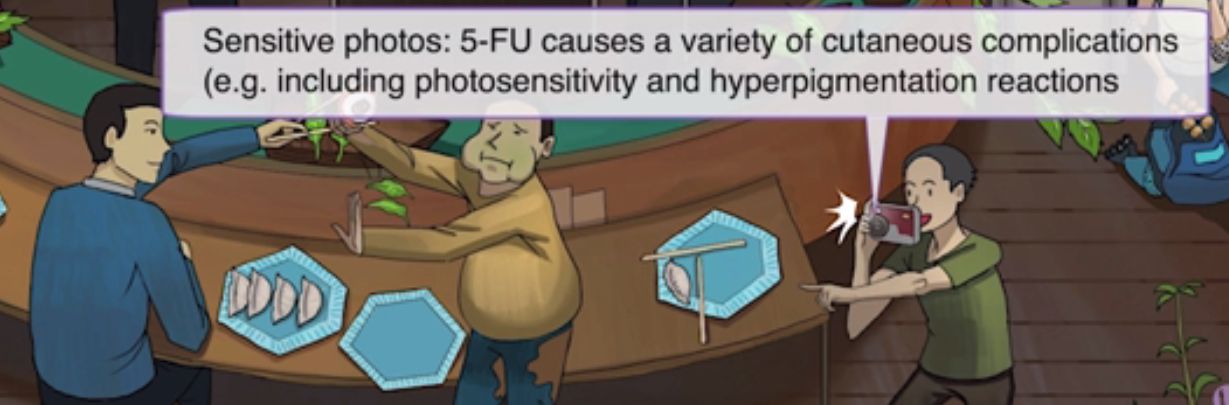 Sensitive photos: 5-FU causes a variety of cutaneous complications
(e.g. including photosensitivity and hyperpigmentation reactions